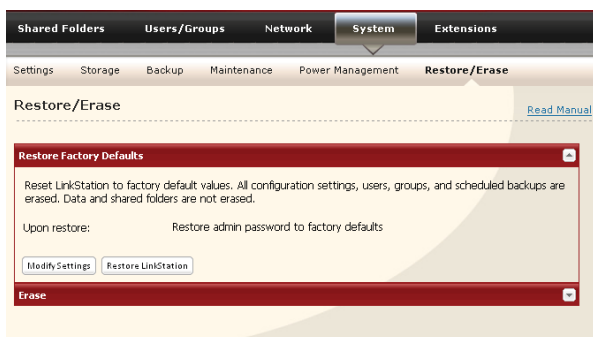 Shared Folders Users/Groups Network System Extensions
Settings Storage Backup Maintenance Power Management Restore/Erase
Restore/Erase
Read Manual
Restore Factory Defaults
Reset LinkStation to factory default values. All configuration settings, users, groups, and scheduled backups are
erased. Data and shared folders are not erased.
Upon restore: Restore admin password to factory defaults
Modify Settings Restore LinkStation
Erase